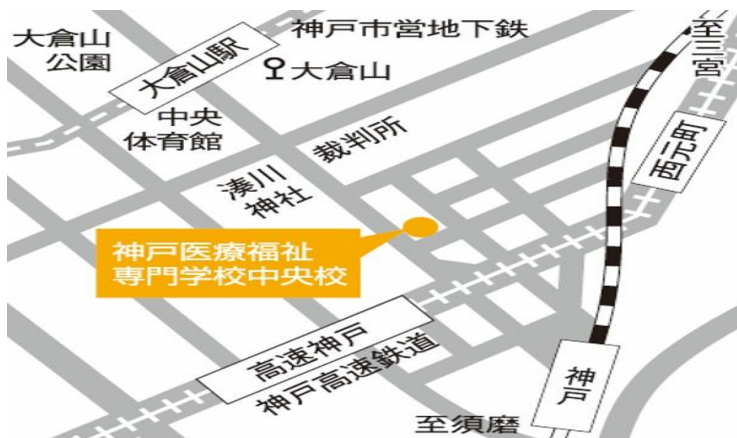 大倉山
公園
大倉山駅
神戸市営地下鉄
大倉山
中央
体育館
裁判所
湊川
神社
至三宮
西元町
神戸医療福祉
専門学校中央校
高速神戸
神戸高速鉄道
神戸
至須磨